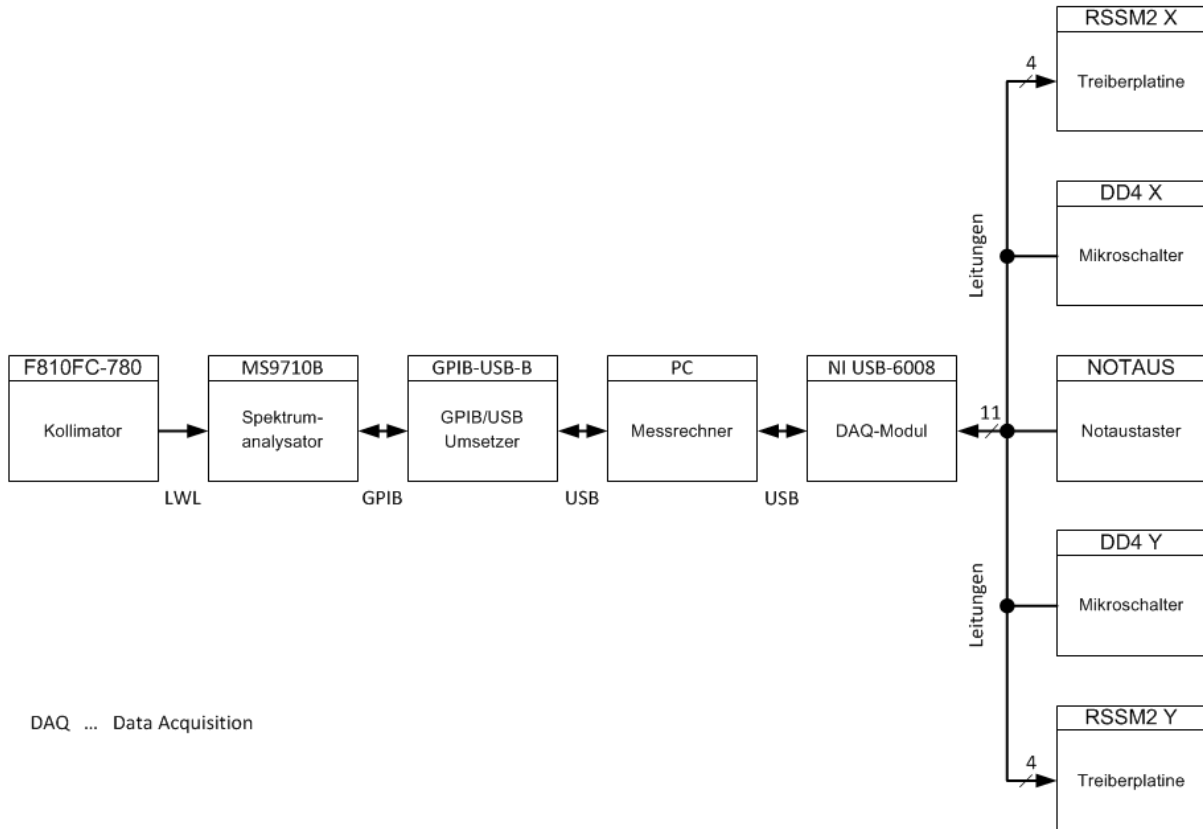 RSSM2 X
4
Treiberplatine
DD4 X
Leitungen
Mikroschalter
F810FC-780
MS9710B
GPIB-USB-B
PC
NI USB-6008
NOTAUS
11
Kollimator
Spektrum-
analysator
GPIB/USB
Umsetzer
Messrechner
DAQ-Modul
Notaustaster
LWL
GPIB
USB
USB
DD4 Y
Leitungen
Mikroschalter
RSSM2 Y
DAQ ... Data Acquisition
4
Treiberplatine